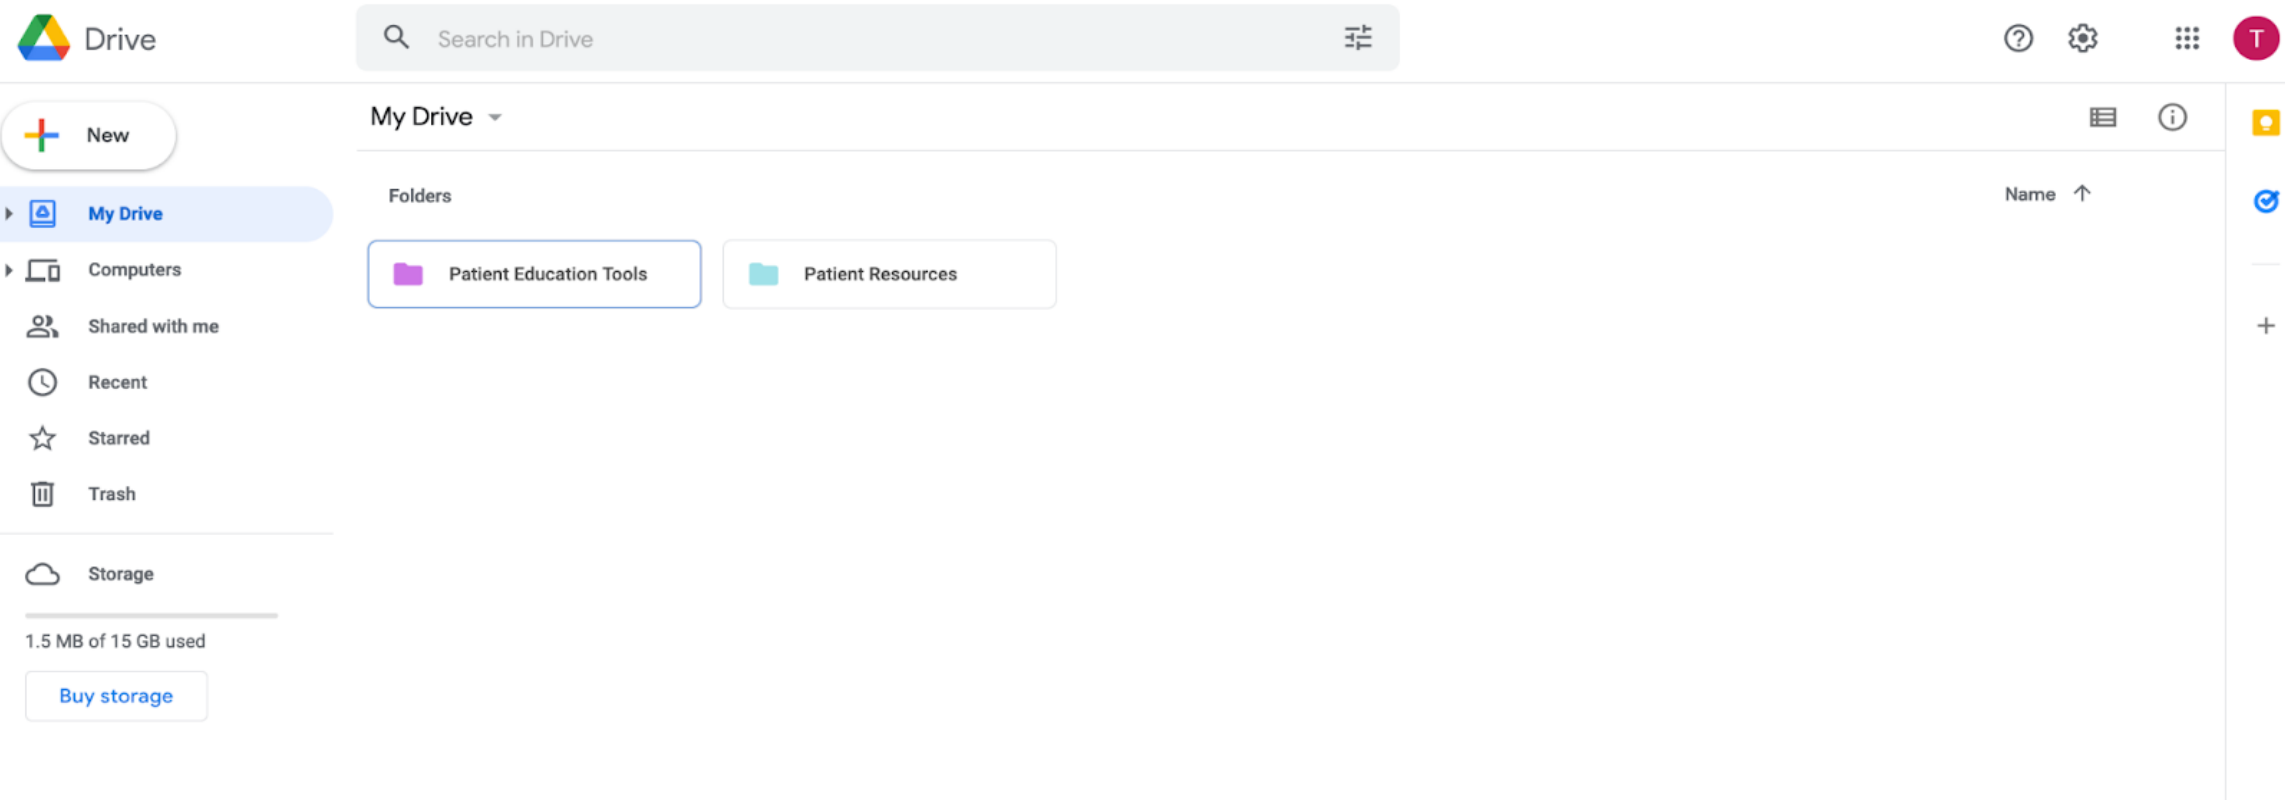 Drive
Search in Drive
T
New
My Drive
Computers
Shared with me
Recent
Starred
Trash
Storage
1.5 MB of 15 GB used
Buy storage
My Drive
Folders
Name
Patient Education Tools
Patient Resources